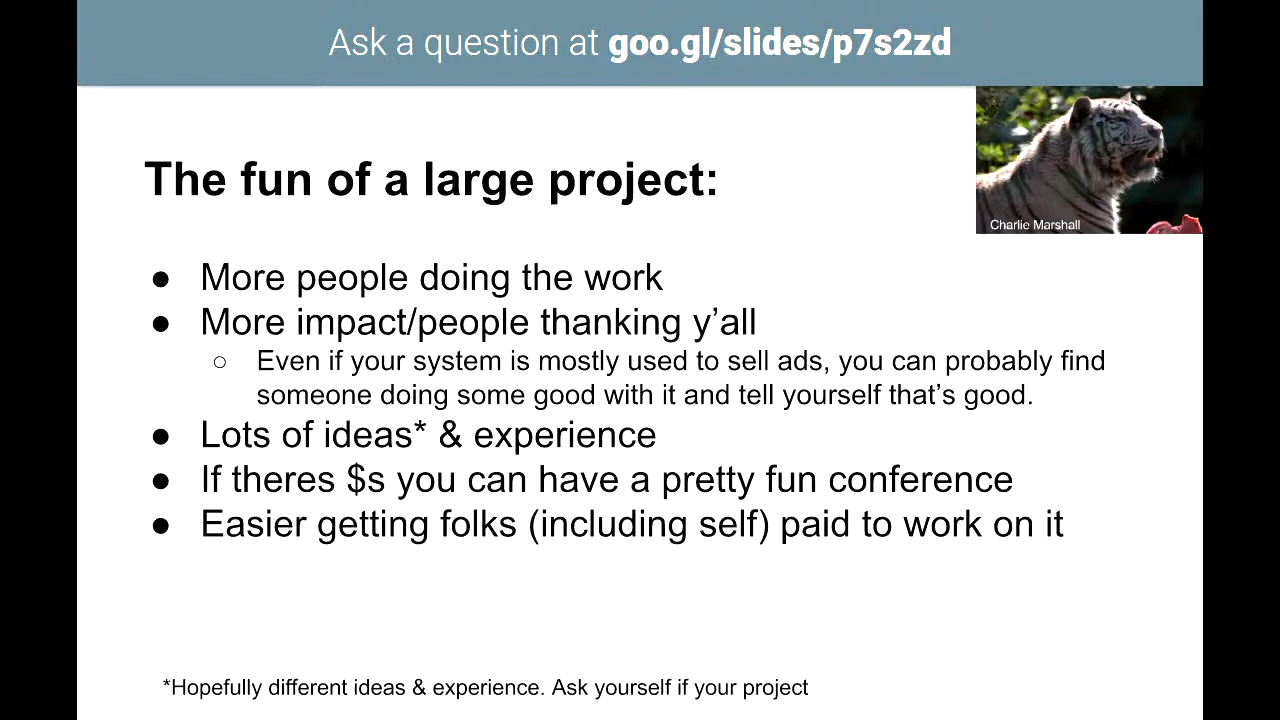 Ask a question at goo.gl/slides/p7s2zd
Charlie Marshall
The fun of a large project:
● More people doing the work
● More impact/people thanking y’all
○ Even if your system is mostly used to sell ads, you can probably find
someone doing some good with it and tell yourself that’s good.
● Lots of ideas* & experience
● If theres $s you can have a pretty fun conference
● Easier getting folks (including self) paid to work on it
*Hopefully different ideas & experience. Ask yourself if your project